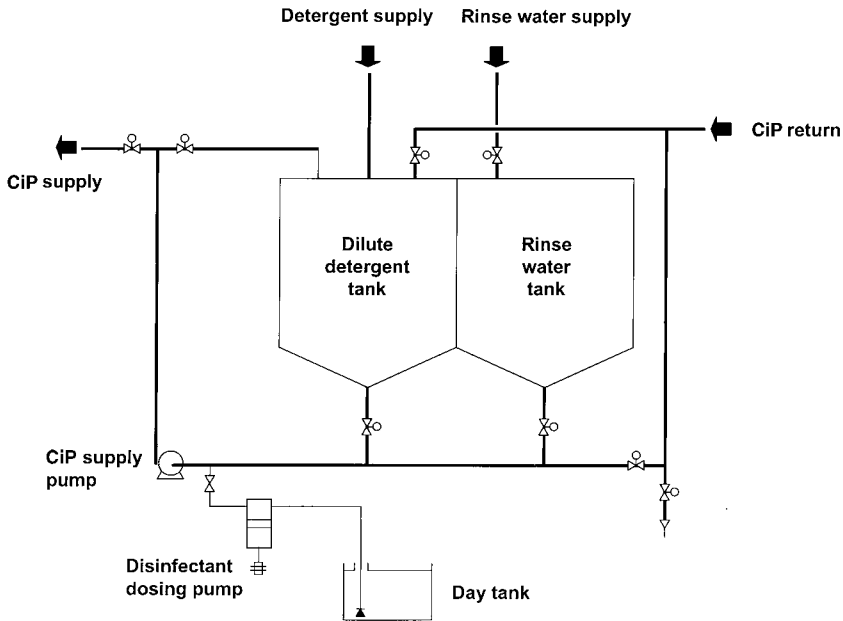 Detergent supply
Rinse water supply
CiP return
CiP supply
Dilute
detergent
tank
Rinse
water
tank
CiP supply
pump
Disinfectant
dosing pump
Day tank